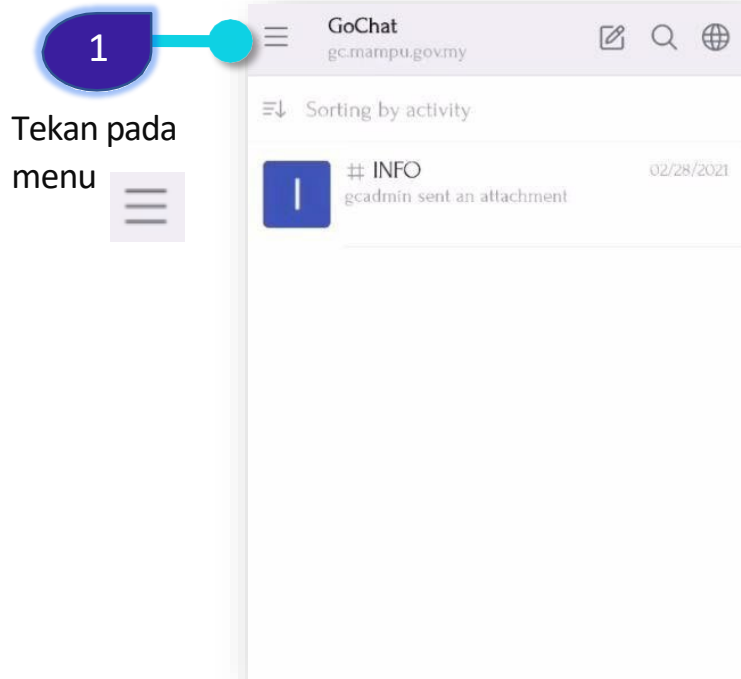 1
Tekan pada
menu
GoChat
gc.mampu.gov.my
Sorting by activity
I
# INFO
02/28/2021
gcadmin sent an attachment